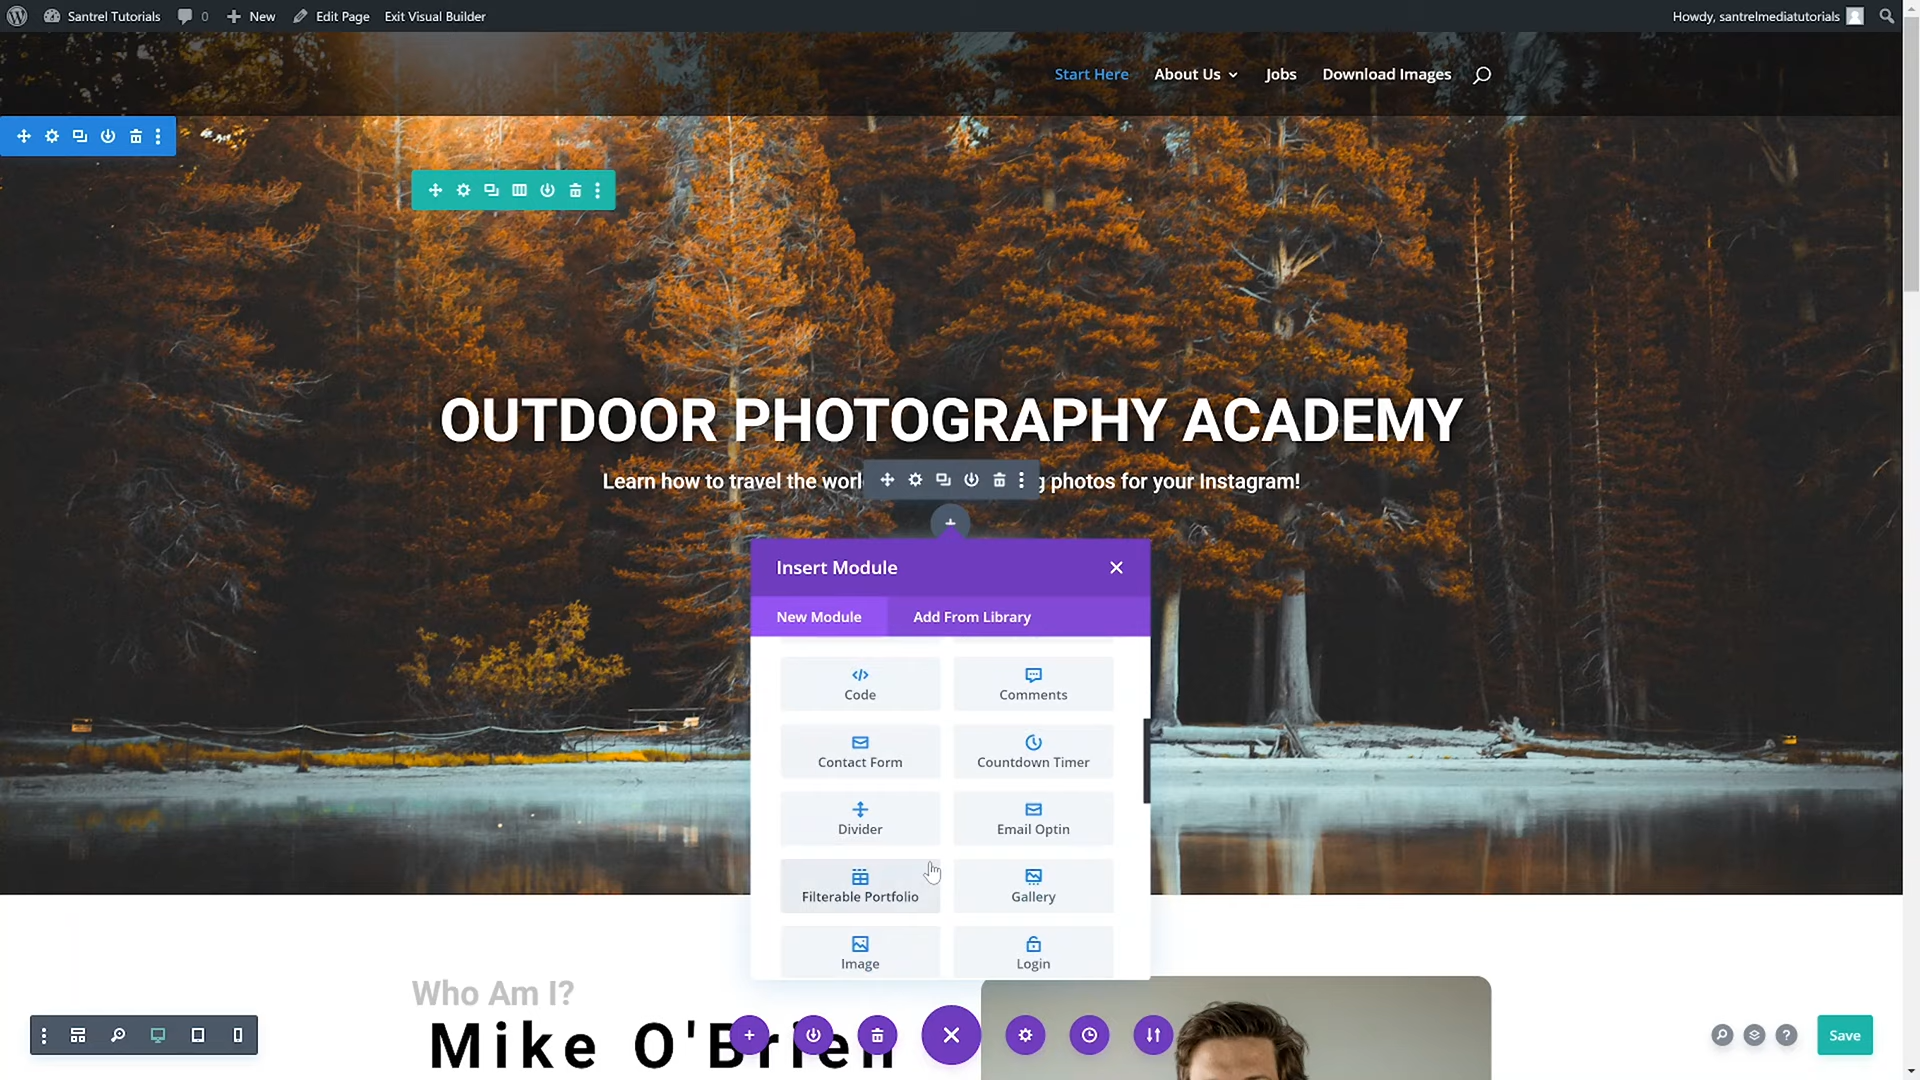 Santrel Tutorials 0 New Edit Page Exit Visual Builder Howdy, santrelmediatutorials
Start Here About Us Jobs Download Images
OUTDOOR PHOTOGRAPHY ACADEMY
Learn how to travel the photos for your Instagram!
Insert Module
New Module Add From Library
Code Comments
Contact Form Countdown Timer
Divider Email Optin
Filterable Portfolio Gallery
Image Login
Who Am I?
Mike O'Brien
Save